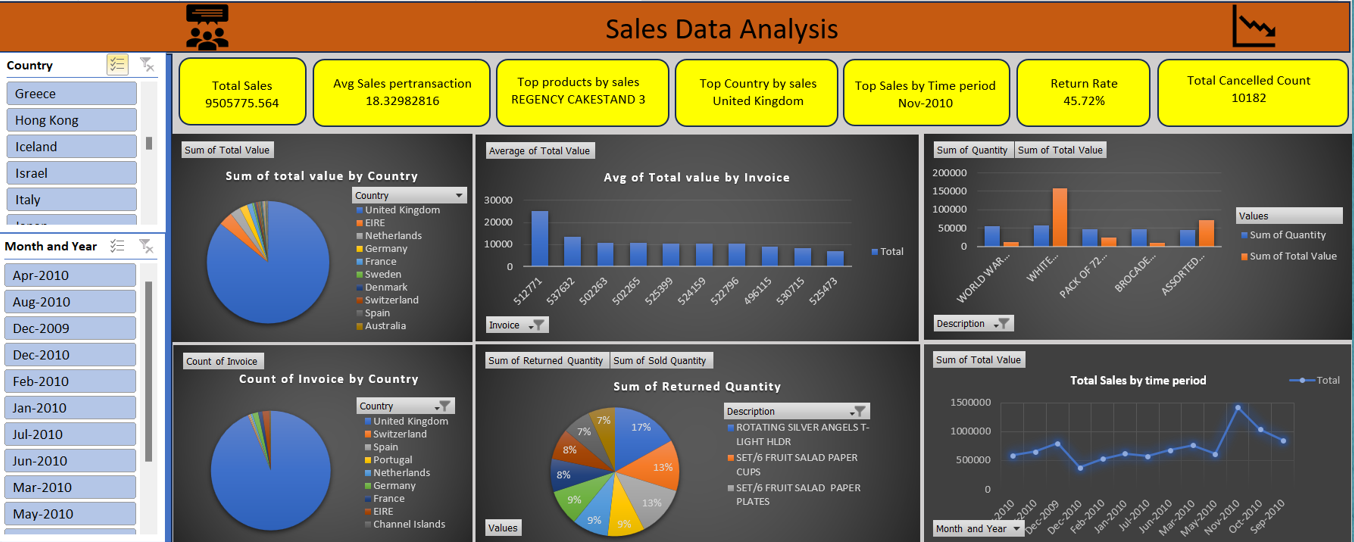 Sales Data Analysis
Country
Greece
Hong Kong
Iceland
Israel
Italy
Month and Year
Apr-2010
Aug-2010
Dec-2009
Dec-2010
Feb-2010
Jan-2010
Jul-2010
Jun-2010
Mar-2010
May-2010
Total Sales
9505775.564
Avg Sales pertransaction
18.32982816
Top products by sales
REGENCY CAKESTAND 3
Top Country by sales
United Kingdom
Top Sales by Time period
Nov-2010
Return Rate
45.72%
Total Cancelled Count
10182
Sum of Total Value
Sum of total value by Country
Country
United Kingdom
EIRE
Netherlands
Germany
France
Sweden
Denmark
Switzerland
Spain
Australia
Average of Total Value
Avg of Total value by Invoice
30000
20000
10000
0
512771
537632
502263
502265
525399
524159
522796
496115
530715
525473
Total
Invoice
Sum of Quantity
Sum of Total Value
200000
150000
100000
50000
0
WORLD WAR...
WHITE...
PACK OF 72...
BROCADE...
ASSORTED...
Values
Sum of Quantity
Sum of Total Value
Description
Count of Invoice
Count of Invoice by Country
Country
United Kingdom
Switzerland
Spain
Portugal
Netherlands
Germany
France
EIRE
Channel Islands
Sum of Returned Quantity
Sum of Sold Quantity
Sum of Returned Quantity
17%
13%
13%
9%
9%
9%
8%
8%
7%
7%
Description
ROTATING SILVER ANGELS T-
LIGHT HLDR
SET/6 FRUIT SALAD PAPER
CUPS
SET/6 FRUIT SALAD PAPER
PLATES
Values
Sum of Total Value
Total Sales by time period
Total
1500000
1000000
500000
0
Dec-2009
Dec-2010
Feb-2010
Jan-2010
Jul-2010
Jun-2010
Mar-2010
May-2010
Nov-2010
Oct-2010
Sep-2010
Month and Year